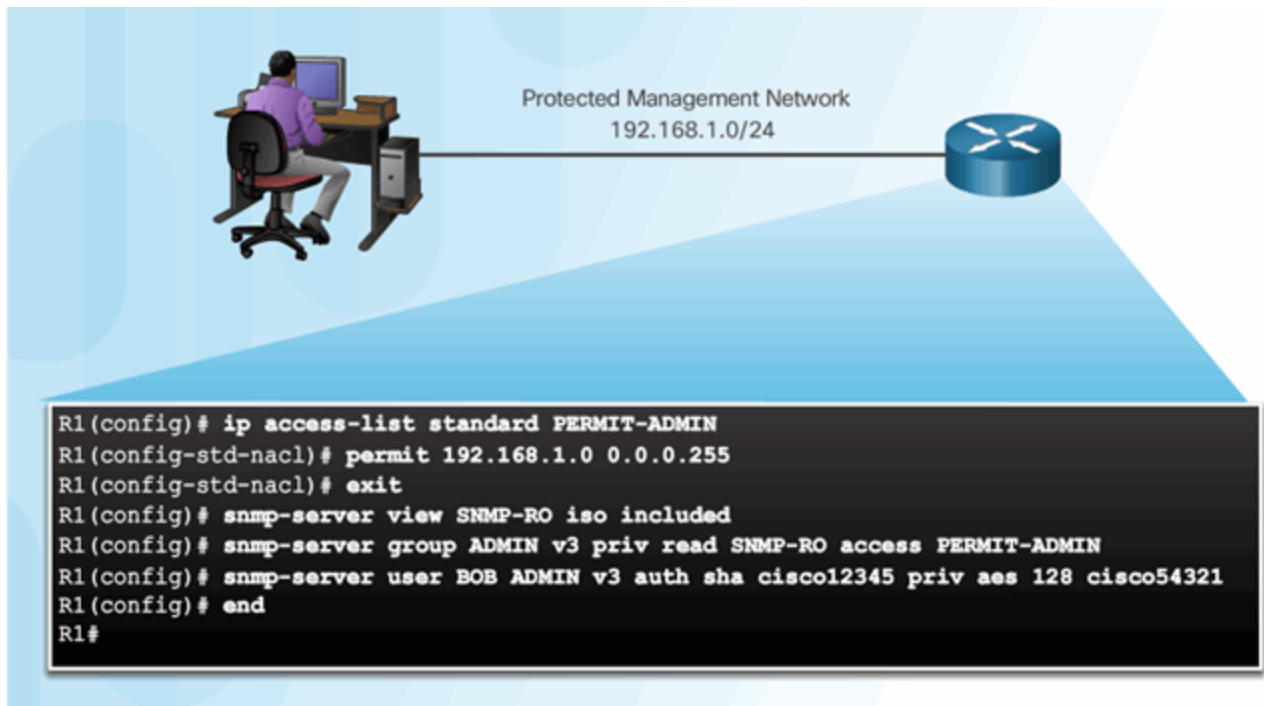 Protected Management Network
192.168.1.0/24
R1(config)# ip access-list standard PERMIT-ADMIN
R1(config-std-nacl)# permit 192.168.1.0 0.0.0.255
R1(config-std-nacl)# exit
R1(config)# snmp-server view SNMP-RO iso included
R1(config)# snmp-server group ADMIN v3 priv read SNMP-RO access PERMIT-ADMIN
R1(config)# snmp-server user BOB ADMIN v3 auth sha cisco12345 priv aes 128 cisco54321
R1(config)# end
R1#